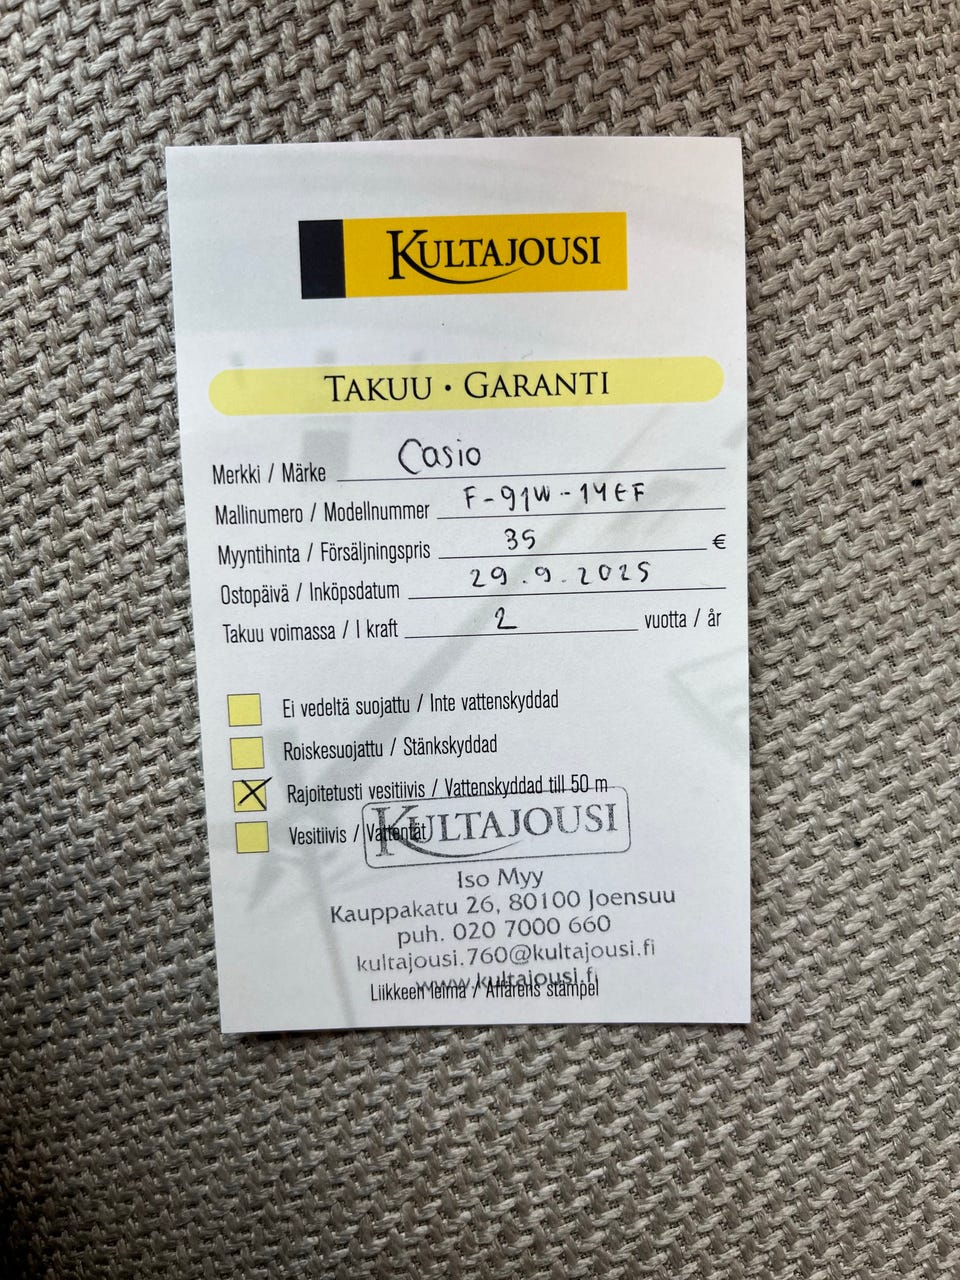 KULTAJOUSI
TAKUU • GARANTI
Merkki / Märke Casio
Mallinumero / Modellnummer F-91W-1YEF
Myyntihinta / Försäljningspris 35 €
Ostopäivä / Inköpsdatum 29.9.2025
Takuu voimassa / I kraft 2 vuotta / år
Ei vedeltä suojattu / Inte vattenskyddad
Roiskesuojattu / Stänkskyddad
Rajoitetusti vesitiivis / Vattenskyddad till 50 m
Vesitiivis / Vattentät
KULTAJOUSI
Iso Myy
Kauppakatu 26, 80100 Joensuu
puh. 020 7000 660
kultajousi.760@kultajousi.fi
www.kultajousi.fi
Liikkeen leima / Affärens stämpel